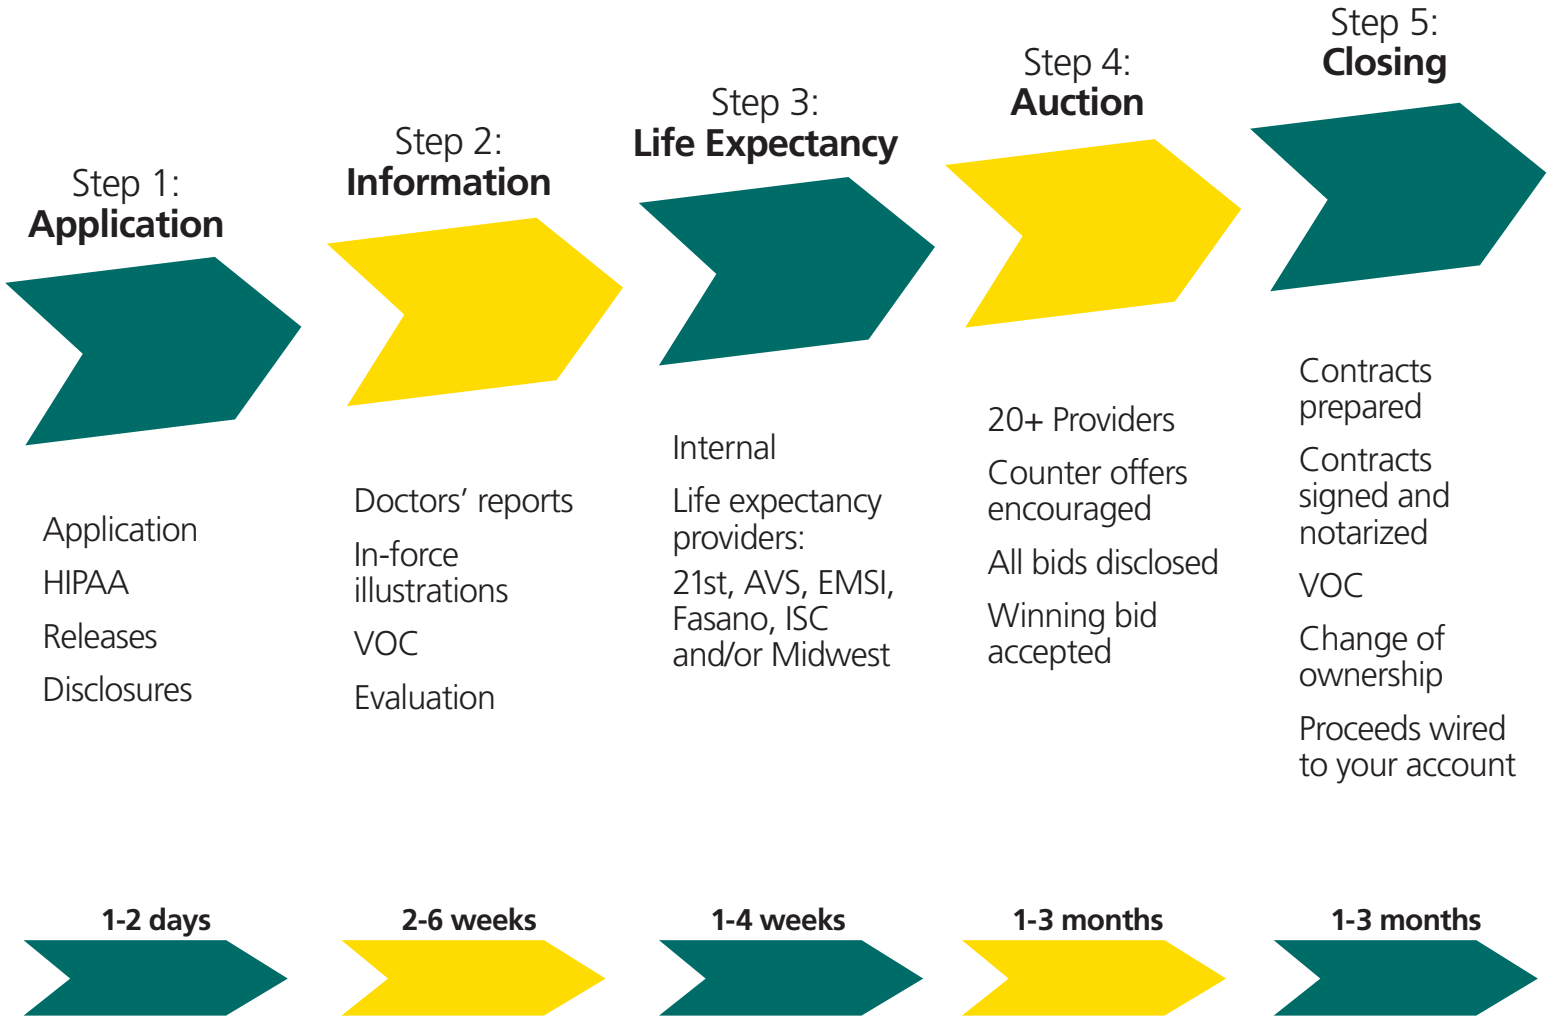 Step 1:
Application
Application
HIPAA
Releases
Disclosures
1-2 days
Step 2:
Information
Doctors’ reports
In-force
illustrations
VOC
Evaluation
2-6 weeks
Step 3:
Life Expectancy
Internal
Life expectancy
providers:
21st, AVS, EMSI,
Fasano, ISC
and/or Midwest
1-4 weeks
Step 4:
Auction
20+ Providers
Counter offers
encouraged
All bids disclosed
Winning bid
accepted
1-3 months
Step 5:
Closing
Contracts
prepared
Contracts
signed and
notarized
VOC
Change of
ownership
Proceeds wired
to your account
1-3 months